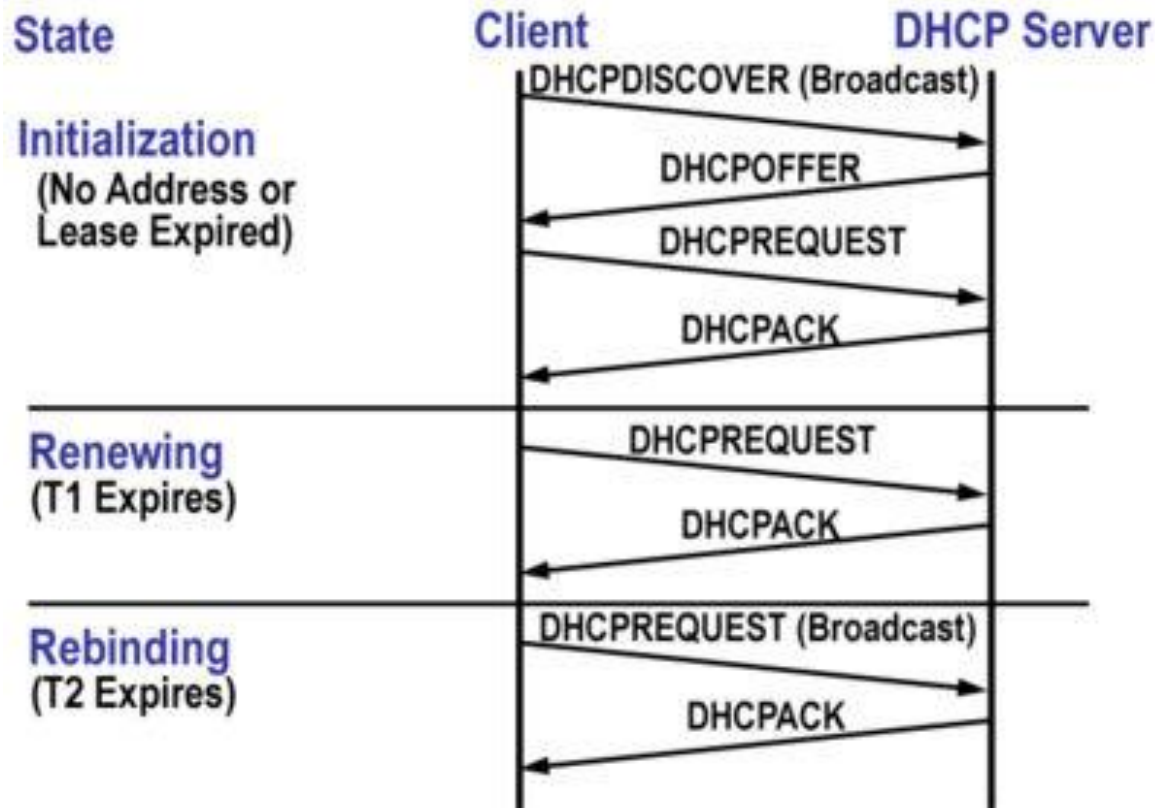 State
Client
DHCP Server
DHCPDISCOVER (Broadcast)
Initialization
(No Address or
Lease Expired)
DHCPOFFER
DHCPREQUEST
DHCPACK
Renewing
(T1 Expires)
DHCPREQUEST
DHCPACK
Rebinding
(T2 Expires)
DHCPREQUEST (Broadcast)
DHCPACK